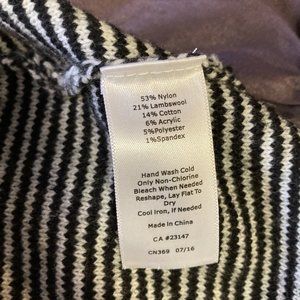 53% Nylon
21% Lambswool
14% Cotton
6% Acrylic
5%Polyester
1%Spandex
Hand Wash Cold
Only Non-Chlorine
Bleach When Needed
Reshape, Lay Flat To
Dry
Cool Iron, If Needed
Made In China
CA #23147
CN369 07/16